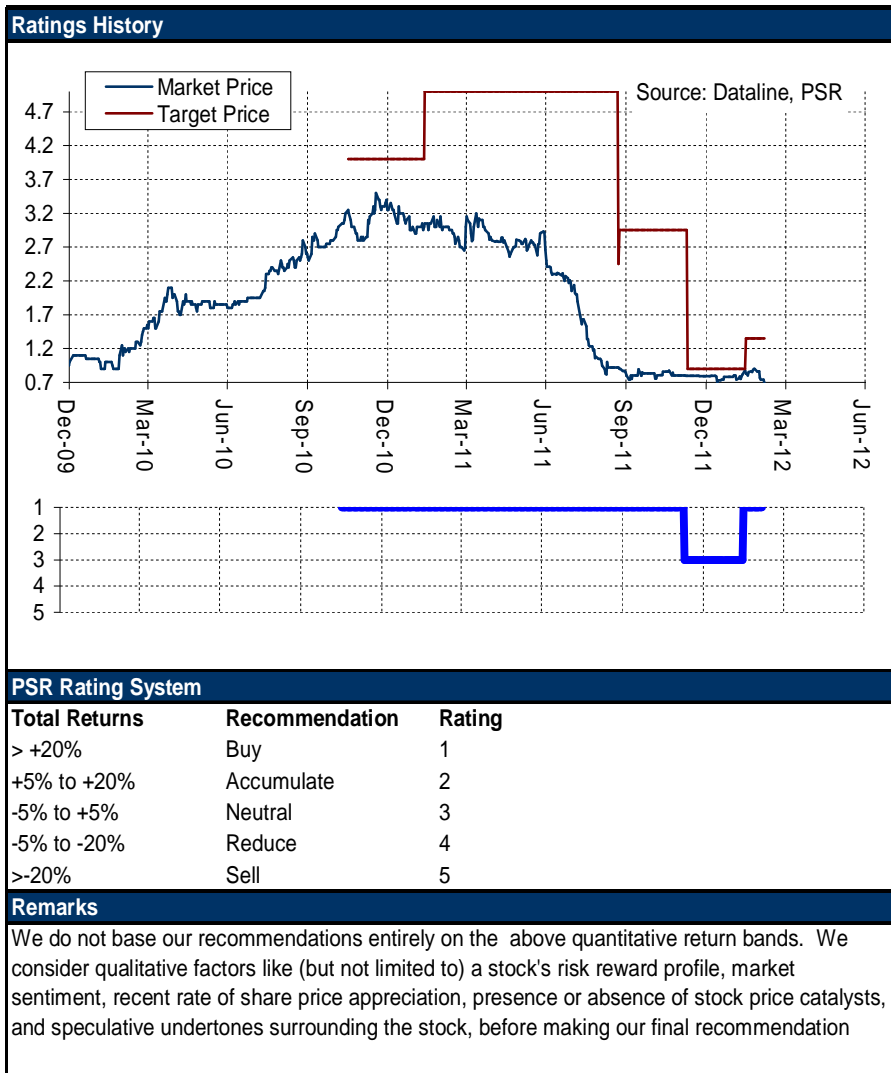 Ratings History
Market Price
Target Price
Source: Dataline, PSR
4.7
4.2
3.7
3.2
2.7
2.2
1.7
1.2
0.7
Dec-09
Mar-10
Jun-10
Sep-10
Dec-10
Mar-11
Jun-11
Sep-11
Dec-11
Mar-12
Jun-12
1
2
3
4
5
PSR Rating System
Total Returns Recommendation Rating
> +20% Buy 1
+5% to +20% Accumulate 2
-5% to +5% Neutral 3
-5% to -20% Reduce 4
>-20% Sell 5
Remarks
We do not base our recommendations entirely on the above quantitative return bands. We
consider qualitative factors like (but not limited to) a stock's risk reward profile, market
sentiment, recent rate of share price appreciation, presence or absence of stock price catalysts,
and speculative undertones surrounding the stock, before making our final recommendation